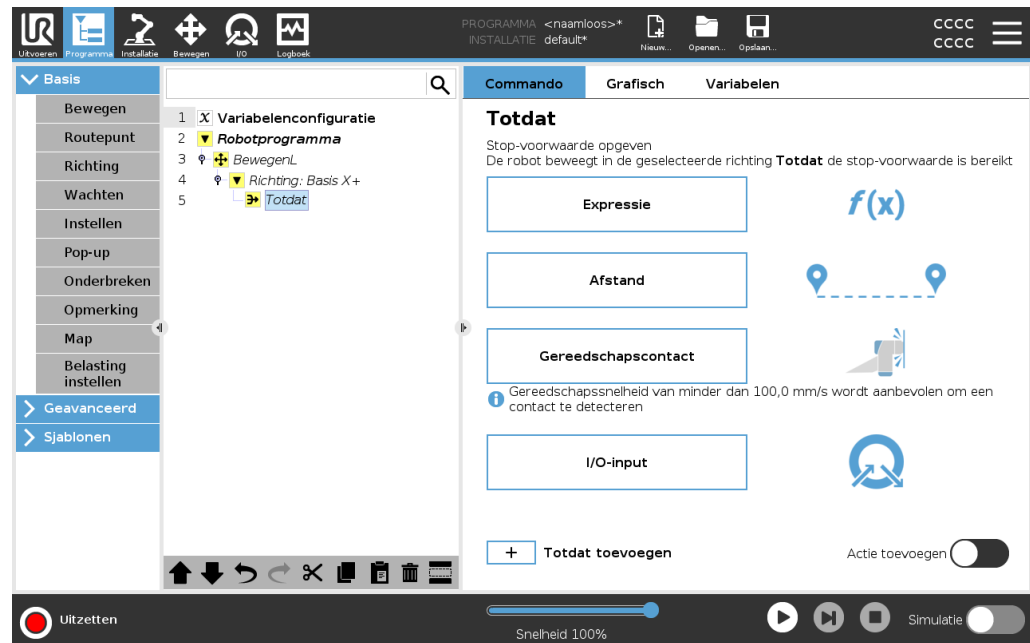 UR
Uitvoeren
Programma
Installatie
Bewegen
I/O
Logboek
PROGRAMMA <naamloos>*
INSTALLATIE default*
Nieuw...
Openen...
Opslaan...
CCCC
CCCC
Basis
Bewegen
Routepunt
Richting
Wachten
Instellen
Pop-up
Onderbreken
Opmerking
Map
Belasting
instellen
Geavanceerd
Sjablonen
1 X Variabelenconfiguratie
2 Robotprogramma
3 BewegenL
4 Richting: Basis X+
5 Totdat
Commando Grafisch Variabelen
Totdat
Stop-voorwaarde opgeven
De robot beweegt in de geselecteerde richting Totdat de stop-voorwaarde is bereikt
Expressie
f(x)
Afstand
Gereedschapscontact
Gereedschapssnelheid van minder dan 100,0 mm/s wordt aanbevolen om een
contact te detecteren
I/O-input
+ Totdat toevoegen
Actie toevoegen
Uitzetten
Snelheid 100%
Simulatie